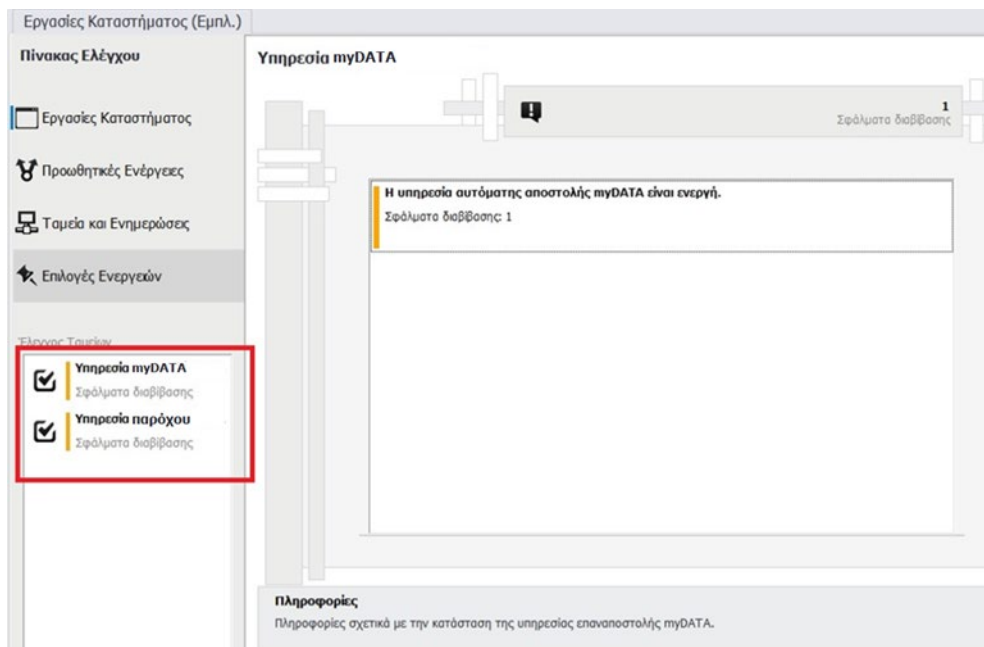 Εργασίες Καταστήματος (Εμπλ.)
Πίνακας Ελέγχου
Εργασίες Καταστήματος
Προωθητικές Ενέργειες
Ταμεία και Ενημερώσεις
Επιλογές Ενεργειών
Έλεγχος Ταμείων
Υπηρεσία myDATA
Σφάλματα διαβίβασης
Υπηρεσία παρόχου
Σφάλματα διαβίβασης
Υπηρεσία myDATA
1
Σφάλματα διαβίβασης
Η υπηρεσία αυτόματης αποστολής myDATA είναι ενεργή.
Σφάλματα διαβίβασης: 1
Πληροφορίες
Πληροφορίες σχετικά με την κατάσταση της υπηρεσίας επαναποστολής myDATA.